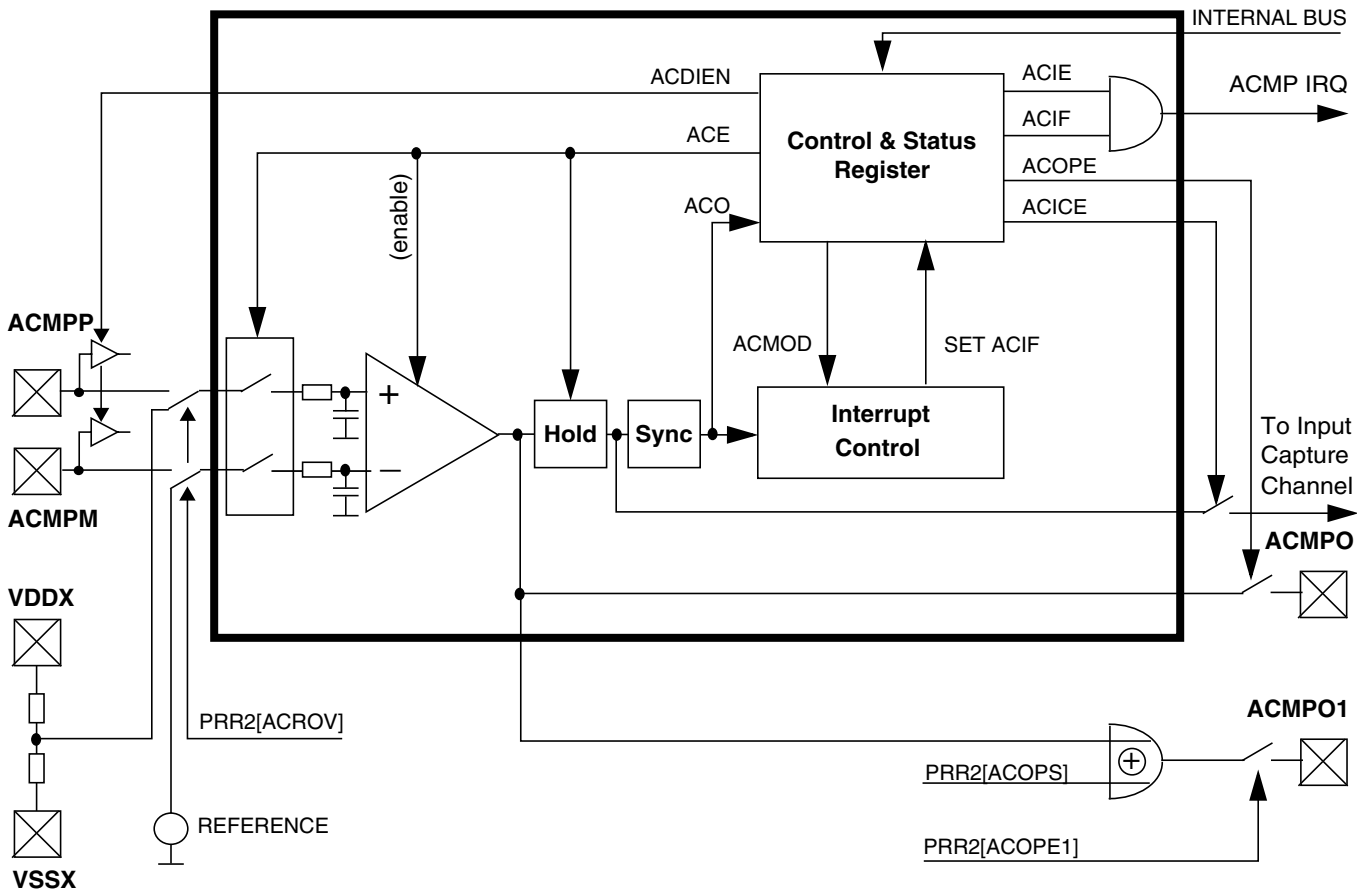 INTERNAL BUS
ACDIEN
ACIE
ACMP IRQ
ACE
Control & Status
Register
ACIF
ACOPE
(enable)
ACO
ACICE
ACMPP
ACMOD
SET ACIF
+
Hold
Sync
Interrupt
Control
To Input
Capture
Channel
−
ACMPM
ACMPO
VDDX
PRR2[ACROV]
ACMPO1
+
PRR2[ACOPS]
REFERENCE
PRR2[ACOPE1]
VSSX